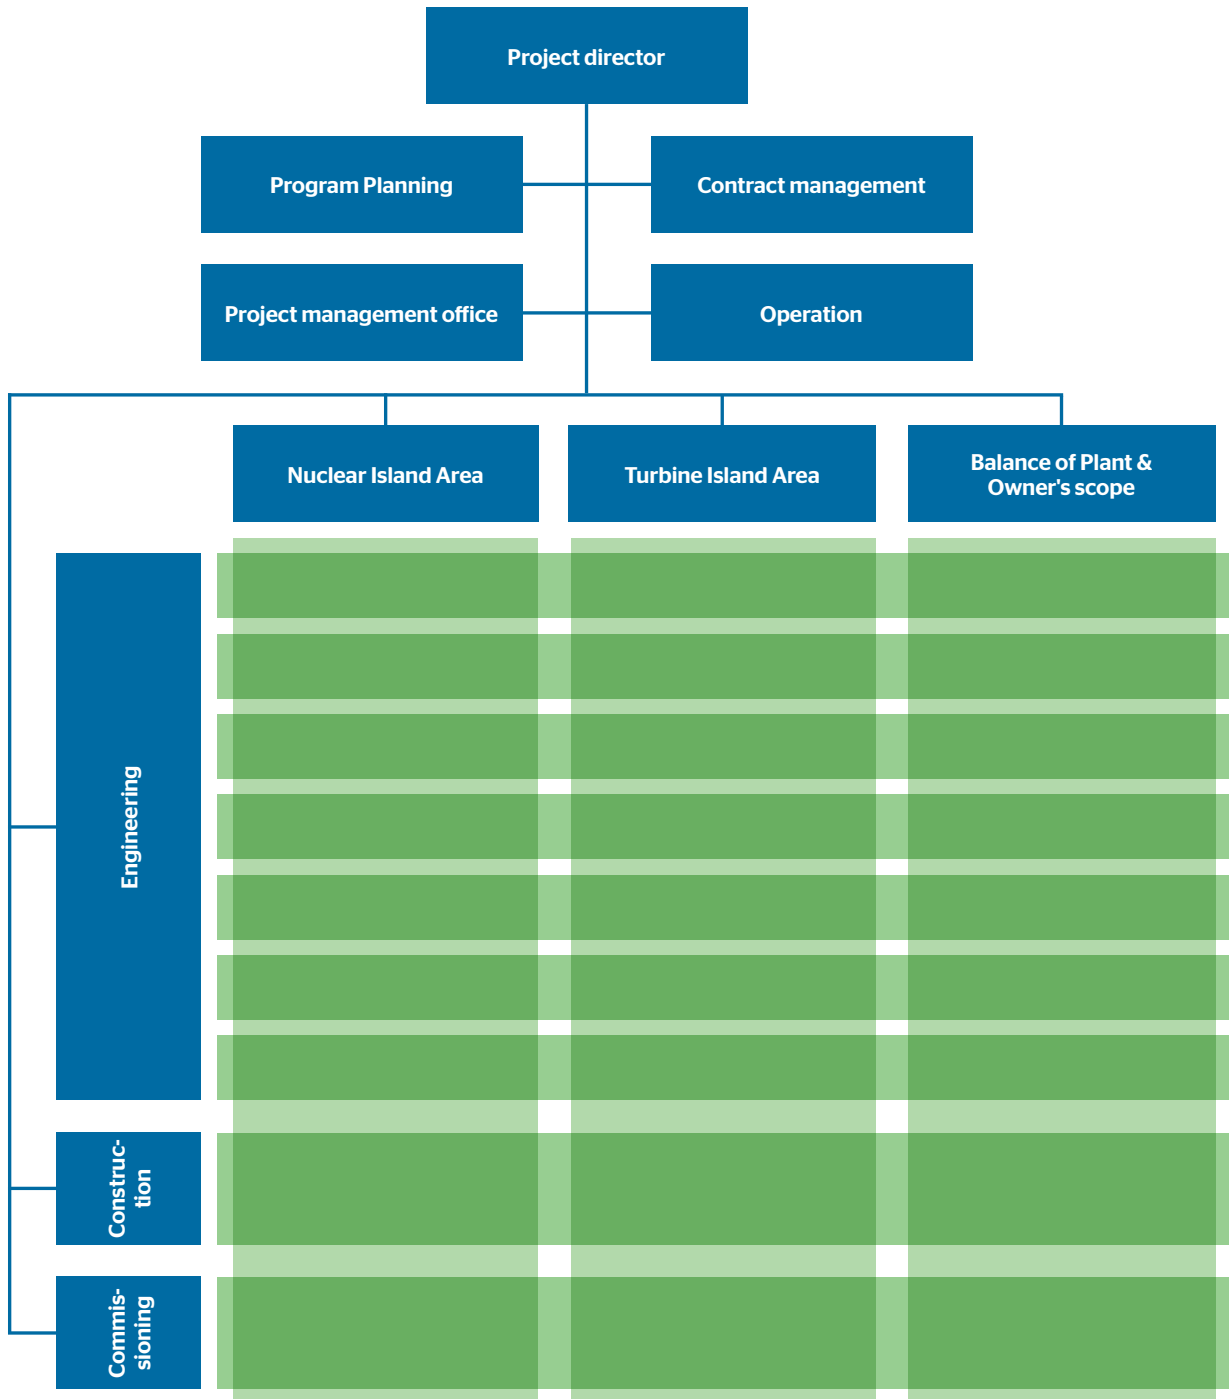 Project director
Program Planning
Contract management
Project management office
Operation
Nuclear Island Area
Turbine Island Area
Balance of Plant &
Owner's scope
Engineering
Construc-
tion
Commis-
sioning